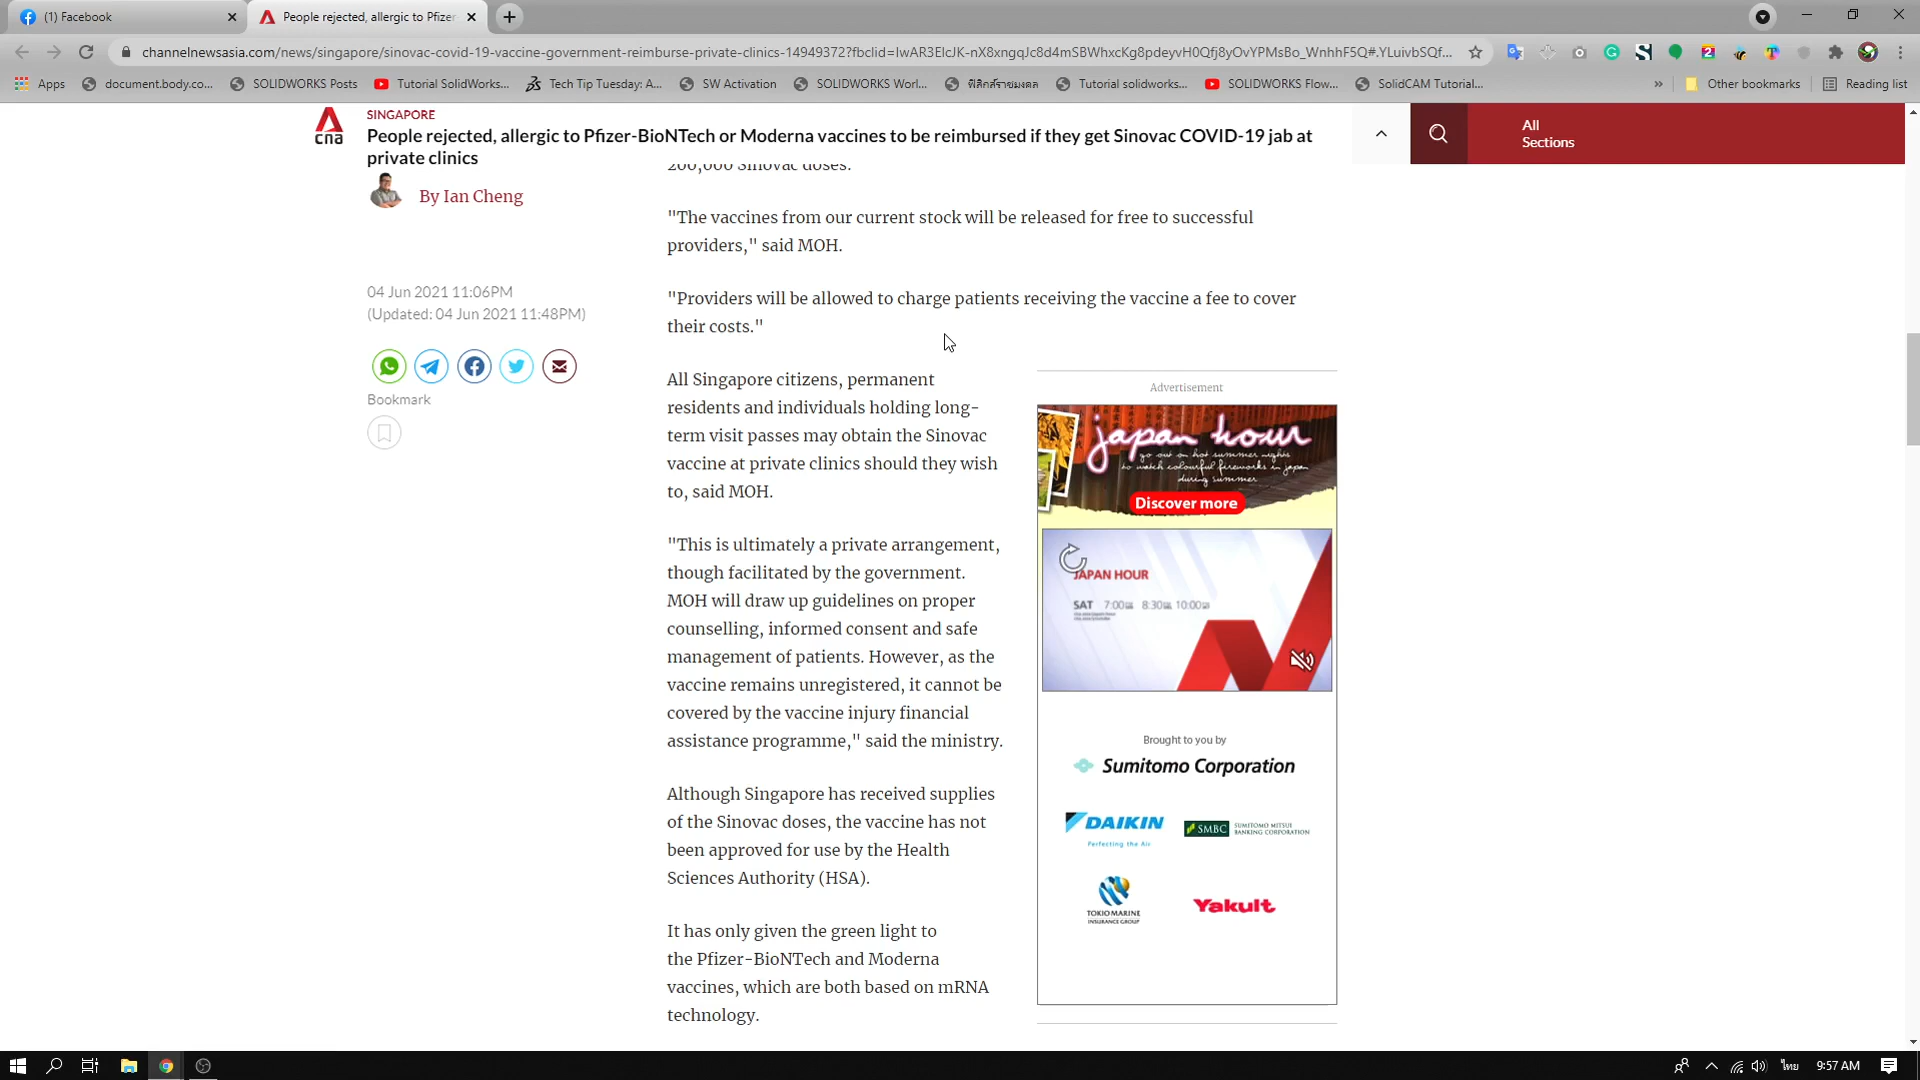 (1) Facebook
People rejected, allergic to Pfizer
channelnewsasia.com/news/singapore/sinovac-covid-19-vaccine-government-reimburse-private-clinics-14949372?fbclid=IwAR3ElcJK-nX8xngqJc8d4mSBWhxcKg8pdeyvH0Qfj8yOvYPMsBo_WnhhF5Q#.YLuivbSQf...
Apps
document.body.co...
SOLIDWORKS Posts
Tutorial SolidWorks...
Tech Tip Tuesday: A...
SW Activation
SOLIDWORKS Worl...
ฟิสิกส์ราชมงคล
Tutorial solidworks...
SOLIDWORKS Flow...
SolidCAM Tutorial...
»
Other bookmarks
Reading list
cna
SINGAPORE
People rejected, allergic to Pfizer-BioNTech or Moderna vaccines to be reimbursed if they get Sinovac COVID-19 jab at
private clinics
All
Sections
By Ian Cheng
04 Jun 2021 11:06PM
(Updated: 04 Jun 2021 11:48PM)
Bookmark
200,000 Sinovac doses.
"The vaccines from our current stock will be released for free to successful
providers," said MOH.
"Providers will be allowed to charge patients receiving the vaccine a fee to cover
their costs."
All Singapore citizens, permanent
residents and individuals holding long-
term visit passes may obtain the Sinovac
vaccine at private clinics should they wish
to, said MOH.
"This is ultimately a private arrangement,
though facilitated by the government.
MOH will draw up guidelines on proper
counselling, informed consent and safe
management of patients. However, as the
vaccine remains unregistered, it cannot be
covered by the vaccine injury financial
assistance programme," said the ministry.
Although Singapore has received supplies
of the Sinovac doses, the vaccine has not
been approved for use by the Health
Sciences Authority (HSA).
It has only given the green light to
the Pfizer-BioNTech and Moderna
vaccines, which are both based on mRNA
technology.
Advertisement
japan hour
go out on hot summer nights
to watch colourful fireworks in japan
during summer
Discover more
JAPAN HOUR
SAT 7:00 8:30 10:00
Brought to you by
Sumitomo Corporation
DAIKIN
Perfecting the Air
SMBC
SUMITOMO MITSUI
BANKING CORPORATION
TOKIO MARINE
INSURANCE GROUP
Yakult
ไทย
9:57 AM